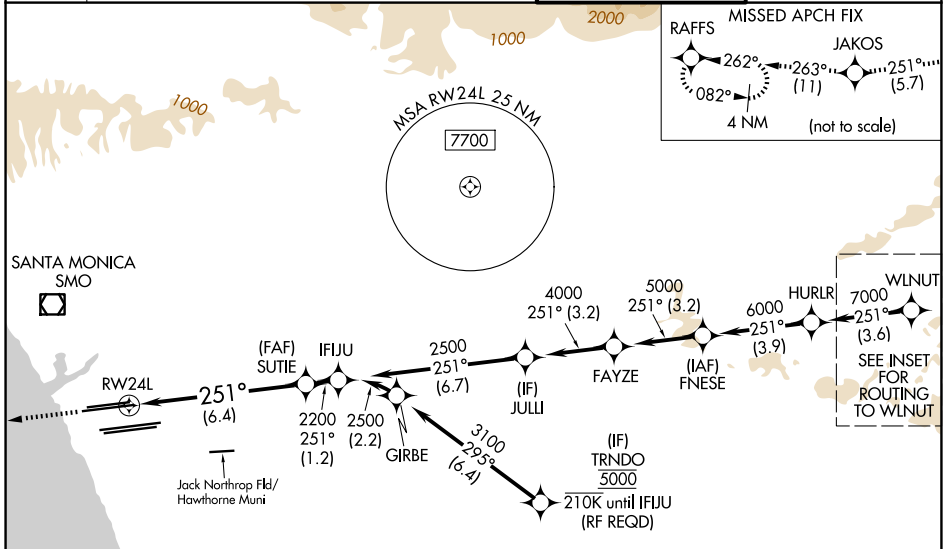 2000
1000
1000
MISSED APCH FIX
RAFFS
JAKOS
262°
263°
(11)
251°
(5.7)
082°
4 NM
(not to scale)
MSA RW24L 25 NM
7700
SANTA MONICA
SMO
RW24L
251°
(6.4)
(FAF)
SUTIE
IFIJU
2200
251°
(1.2)
2500
(2.2)
GIRBE
2500
251°
(6.7)
(IF)
JULLI
4000
251° (3.2)
FAYZE
5000
251° (3.2)
(IAF)
FNESE
6000
251°
(3.9)
HURLR
7000
251°
(3.6)
WLNUT
SEE INSET
FOR
ROUTING
TO WLNUT
3100
295°
(6.4)
(IF)
TRNDO
5000
210K until IFIJU
(RF REQD)
Jack Northrop Fld/
Hawthorne Muni